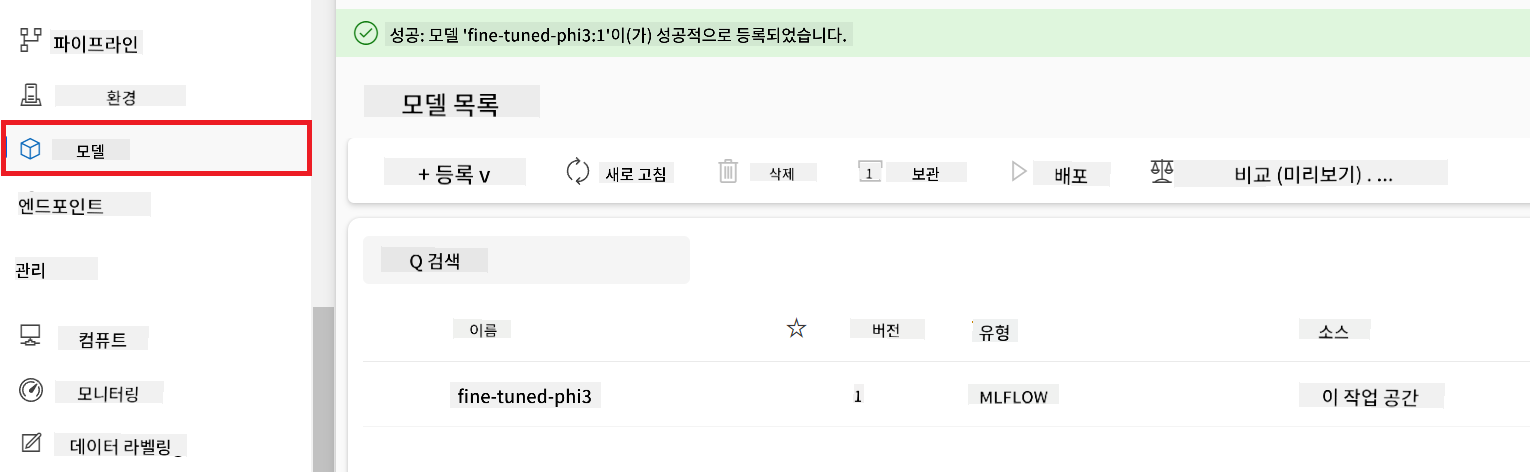 파이프라인
환경
모델
엔드포인트
관리
컴퓨트
모니터링
데이터 라벨링
성공: 모델 'fine-tuned-phi3:1'이(가) 성공적으로 등록되었습니다.
모델 목록
+ 등록 v 새로 고침 삭제 1 보관 배포 비교 (미리보기) . ...
Q 검색
이름 버전 유형 소스
fine-tuned-phi3 1 MLFLOW 이 작업 공간